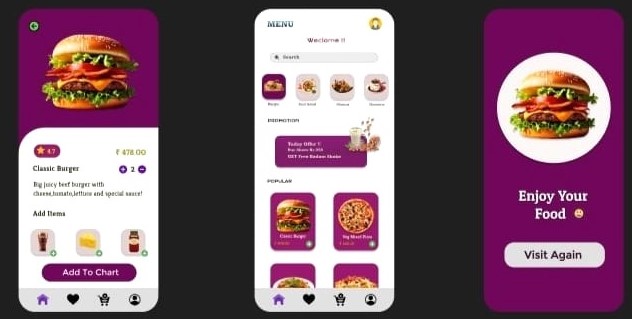 4.7
₹ 478.00
Classic Burger
2
Big juicy beef burger with
cheese,tomato,lettuce and special sauce!
Add Items
Add To Chart
MENU
Welcome !!
Search
Burger
PROMOTION
Today Offer !!
GET Free Badam Shake
POPULAR
Classic Burger
Veg Mixed Pizza
Enjoy Your
Food
Visit Again